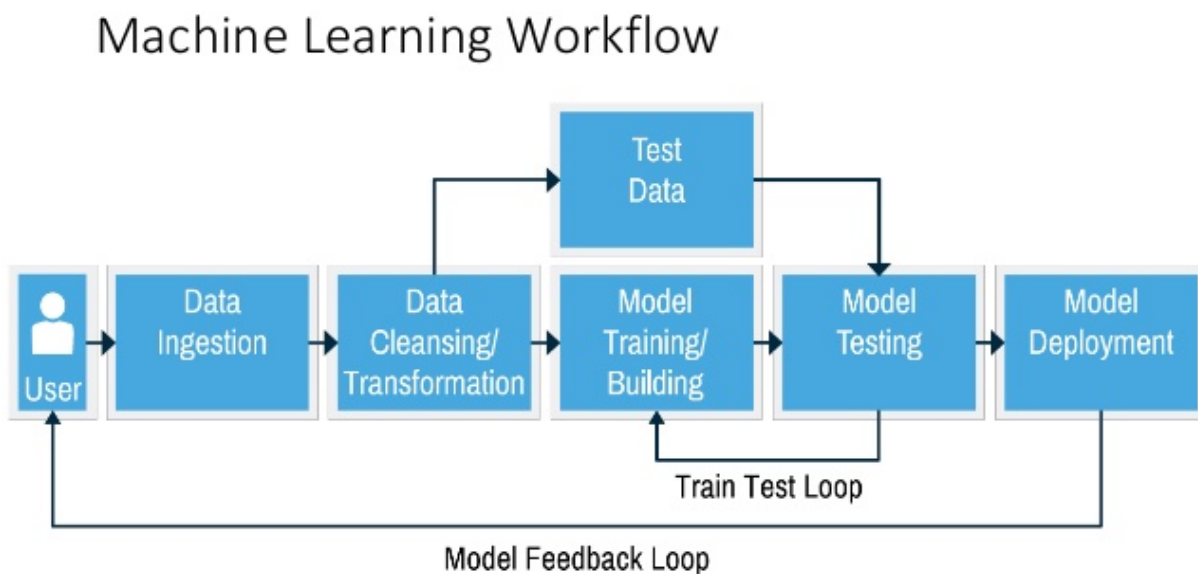 Machine Learning Workflow
Test
Data
User
Data
Ingestion
Data
Cleansing/
Transformation
Model
Training/
Building
Model
Testing
Model
Deployment
Train Test Loop
Model Feedback Loop